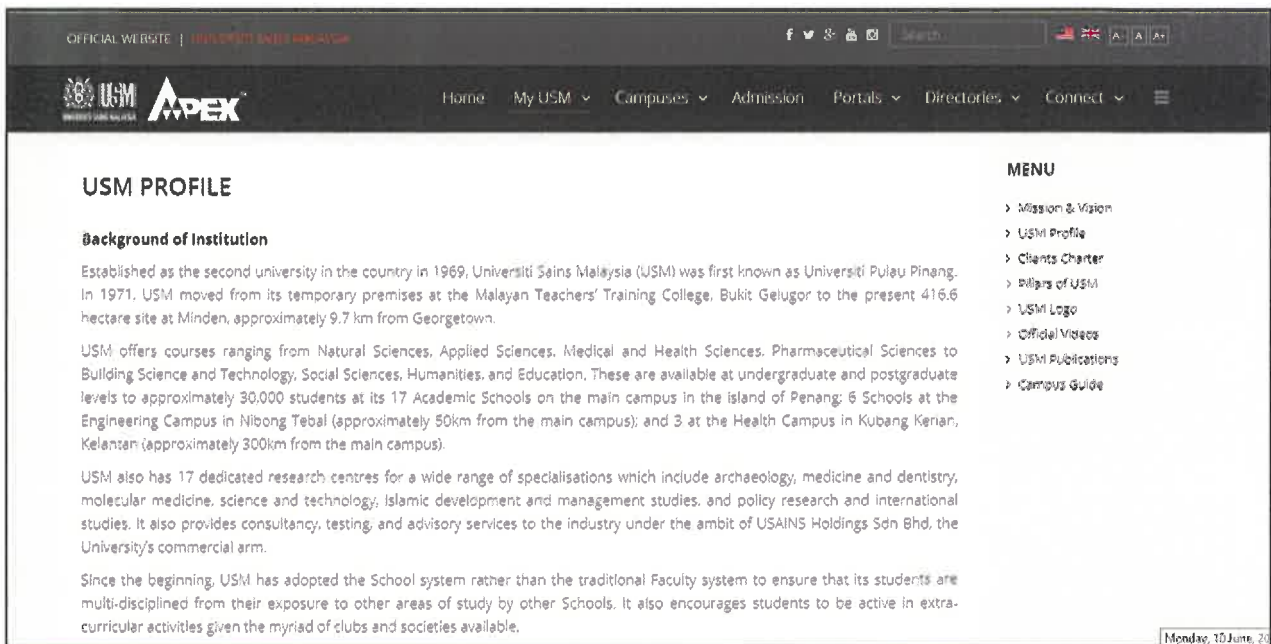 OFFICIAL WEBSITE | UNIVERSITI SAINS MALAYSIA
Search
A- A A+
USM
UNIVERSITI SAINS MALAYSIA
APEX™
Home My USM Campuses Admission Portals Directories Connect
USM PROFILE
Background of Institution
Established as the second university in the country in 1969, Universiti Sains Malaysia (USM) was first known as Universiti Pulau Pinang.
In 1971, USM moved from its temporary premises at the Malayan Teachers' Training College, Bukit Gelugor to the present 416.6
hectare site at Minden, approximately 9.7 km from Georgetown.
USM offers courses ranging from Natural Sciences, Applied Sciences, Medical and Health Sciences, Pharmaceutical Sciences to
Building Science and Technology, Social Sciences, Humanities, and Education. These are available at undergraduate and postgraduate
levels to approximately 30,000 students at its 17 Academic Schools on the main campus in the island of Penang; 6 Schools at the
Engineering Campus in Nibong Tebal (approximately 50km from the main campus); and 3 at the Health Campus in Kubang Kerian,
Kelantan (approximately 300km from the main campus).
USM also has 17 dedicated research centres for a wide range of specialisations which include archaeology, medicine and dentistry,
molecular medicine, science and technology, Islamic development and management studies, and policy research and international
studies. It also provides consultancy, testing, and advisory services to the industry under the ambit of USAINS Holdings Sdn Bhd, the
University's commercial arm.
Since the beginning, USM has adopted the School system rather than the traditional Faculty system to ensure that its students are
multi-disciplined from their exposure to other areas of study by other Schools. It also encourages students to be active in extra-
curricular activities given the myriad of clubs and societies available.
MENU
> Mission & Vision
> USM Profile
> Clients Charter
> Pillars of USM
> USM Logo
> Official Videos
> USM Publications
> Campus Guide
Monday, 10 June, 20